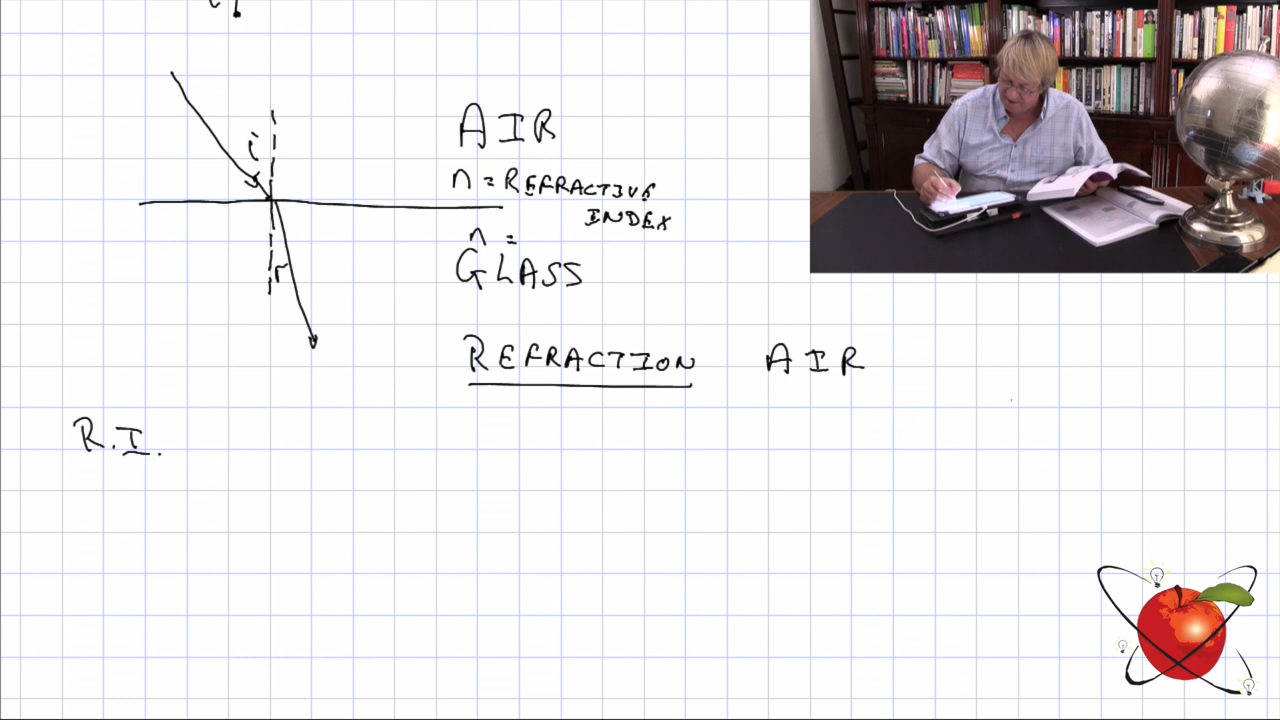 i
AIR
n = REFRACTIVE
INDEX
n =
r
GLASS
REFRACTION AIR
R.I.